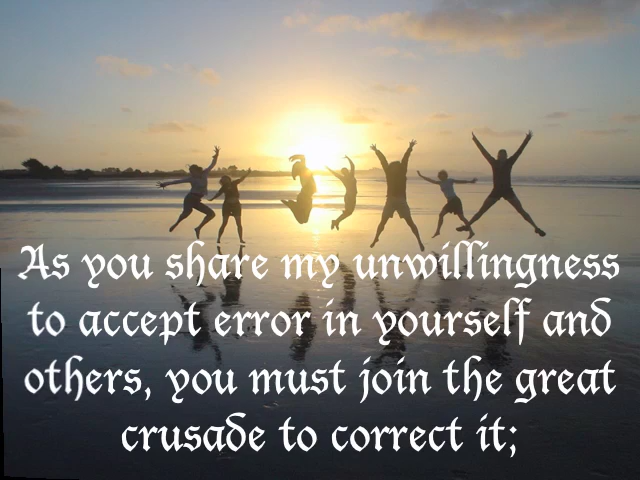 As you share my unwillingness
to accept error in yourself and
others, you must join the great
crusade to correct it;